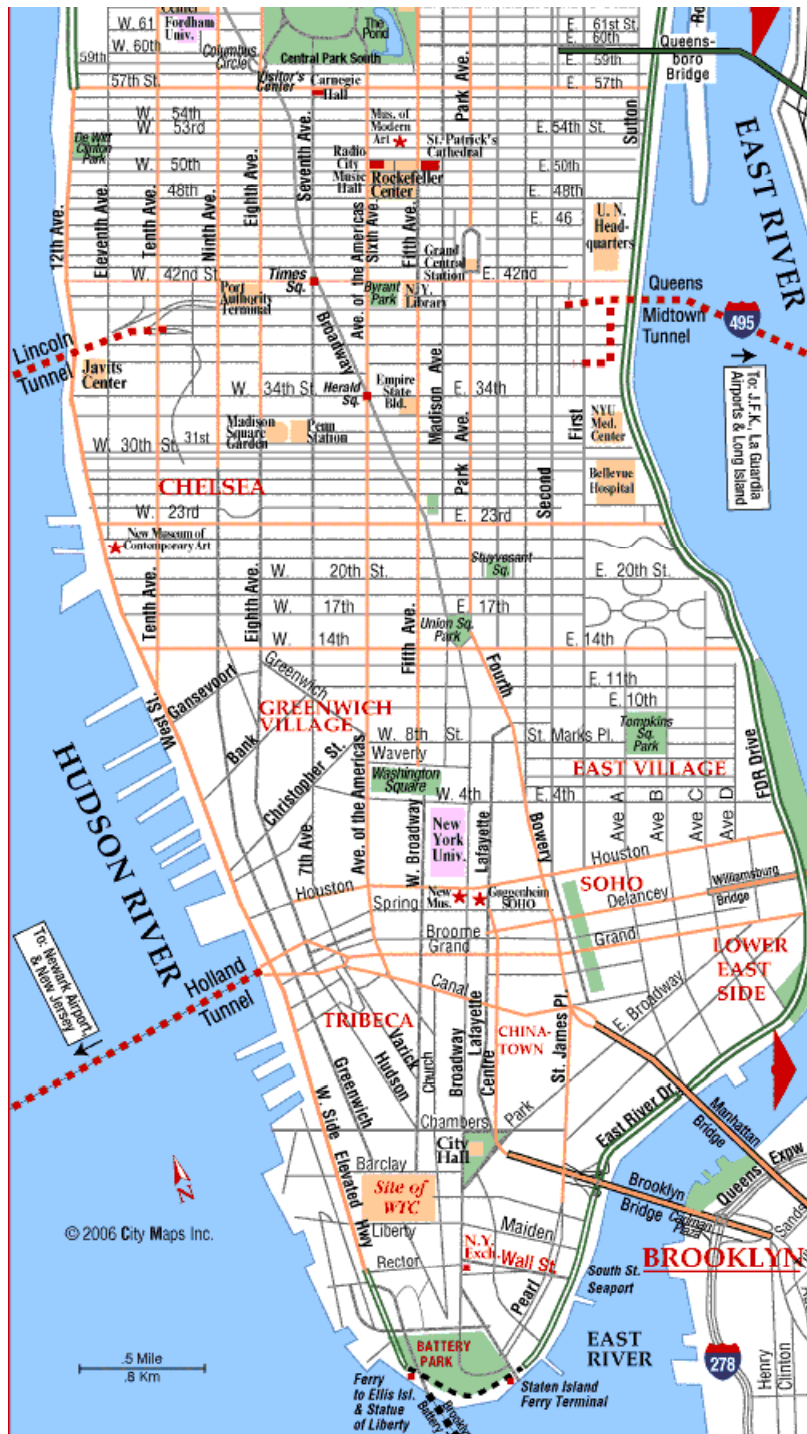 Center
Fordham
Univ.
The
Pond
W. 61
W. 60th
59th
Columbus
Circle
Central Park South
E. 61st St.
E. 60th
E. 59th
E. 57th
Queens-
boro
Bridge
57th St.
Visitor's
Center
Carnegie
Hall
Park Ave.
Sutton
W. 54th
W. 53rd
Mus. of
Modern
Art
St. Patrick's
Cathedral
E. 54th St.
De Witt
Clinton
Park
W. 50th
Radio
City
Music
Hall
Rockefeller
Center
E. 50th
48th
E. 48th
E. 46
U. N.
Head-
quarters
EAST RIVER
12th Ave.
Eleventh Ave.
Tenth Ave.
Ninth Ave.
Eighth Ave.
Seventh Ave.
Ave. of the Americas
Sixth Ave.
Fifth Ave.
Grand
Central
Station
W. 42nd St.
Times
Sq.
E. 42nd
Port
Authority
Terminal
Byrant
Park
N.Y.
Library
Broadway
Queens
Midtown
Tunnel
495
Lincoln
Tunnel
Javits
Center
To: J.F.K., La Guardia
Airports & Long Island
W. 34th St.
Herald
Sq.
Empire
State
Bld.
Madison Ave
E. 34th
Park Ave.
First
Second
NYU
Med.
Center
Madison
Square
Garden
Penn
Station
W. 30th St.
31st
Bellevue
Hospital
CHELSEA
W. 23rd
E. 23rd
New Museum of
Contemporary Art
Stuyvesant
Sq.
W. 20th St.
E. 20th St.
Tenth Ave.
Eighth Ave.
Fifth Ave.
W. 17th
E. 17th
Union Sq.
Park
W. 14th
E. 14th
Fourth
West St.
Gansevoort
Greenwich
E. 11th
E. 10th
GREENWICH
VILLAGE
Bank
Christopher St.
W. 8th St.
St. Marks Pl.
Tompkins
Sq.
Park
Waverly
Washington
Square
EAST VILLAGE
FDR Drive
W. 4th
E. 4th
HUDSON RIVER
7th Ave
Ave. of the Americas
W. Broadway
New
York
Univ.
Lafayette
Bowery
Ave A
Ave B
Ave C
Ave D
Houston
Houston
New
Mus.
Guggenheim
SOHO
SOHO
Delancey
Williamsburg
Bridge
Spring
Broome
Grand
Grand
LOWER
EAST
SIDE
To: Newark Airport,
& New Jersey
Holland
Tunnel
Canal
TRIBECA
Varick
Hudson
Greenwich
Church
Broadway
Lafayette
Centre
CHINA-
TOWN
St. James Pl.
E. Broadway
Chambers
Park
City
Hall
East River Dr.
Manhattan
Bridge
W. Side Elevated Hwy
Barclay
Site of
WTC
Brooklyn
Bridge
Cadman
Plaza
Queens
Expw
Sands
N
© 2006 City Maps Inc.
Liberty
Maiden
Rector
N.Y.
Exch.
Wall St
Pearl
BROOKLYN
South St.
Seaport
BATTERY
PARK
EAST
RIVER
278
Henry
Clinton
.5 Mile
.8 Km
Ferry
to Ellis Isl.
& Statue
of Liberty
Staten Island
Ferry Terminal
Brooklyn
Battery